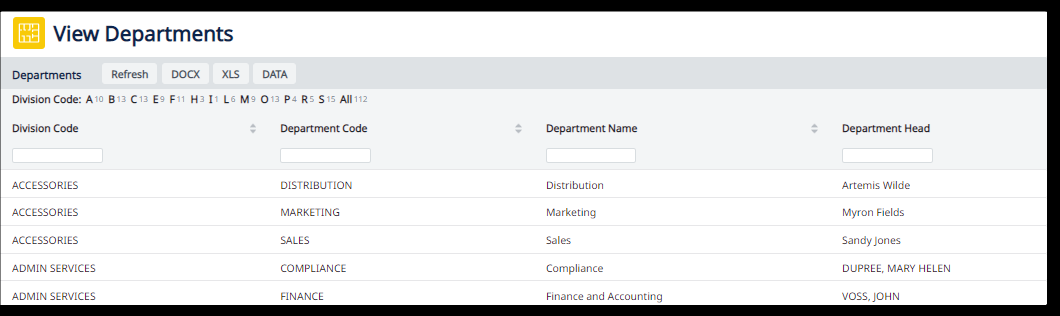 View Departments
Departments Refresh DOCX XLS DATA
Division Code: A 10 B 13 C 13 E 9 F 11 H 3 I 1 L 6 M 9 O 13 P 4 R 5 S 15 All 112
Division Code Department Code Department Name Department Head
ACCESSORIES DISTRIBUTION Distribution Artemis Wilde
ACCESSORIES MARKETING Marketing Myron Fields
ACCESSORIES SALES Sales Sandy Jones
ADMIN SERVICES COMPLIANCE Compliance DUPREE, MARY HELEN
ADMIN SERVICES FINANCE Finance and Accounting VOSS, JOHN